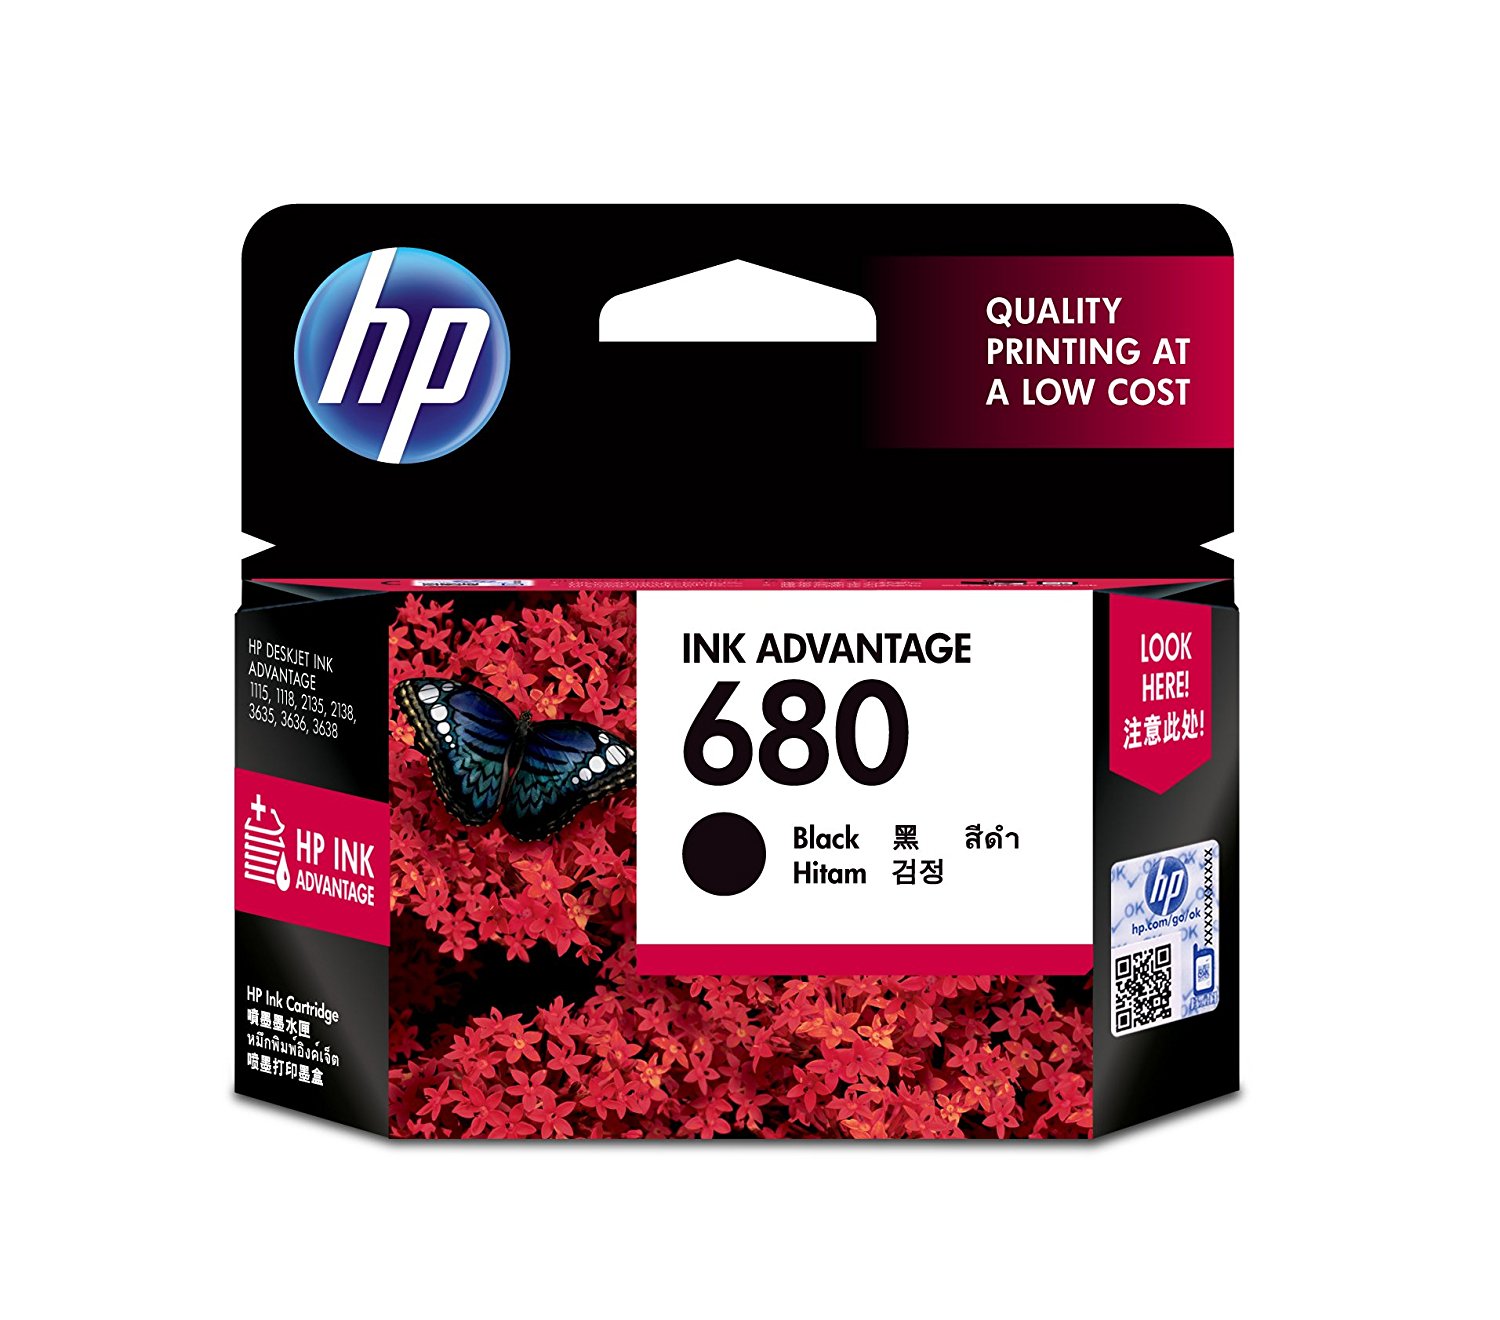 hp
QUALITY
PRINTING AT
A LOW COST
HP DESKJET INK
ADVANTAGE
1115, 1118, 2135, 2138,
3635, 3636, 3638
HP INK
ADVANTAGE
HP Ink Cartridge
噴墨墨水匣
หมึกพิมพ์อิงค์เจ็ต
喷墨打印墨盒
INK ADVANTAGE
680
Black 黑 สีดำ
Hitam 검정
LOOK
HERE!
注意此处!
OK
hp
hp.com/go/ok
OK
XXXXXXXXXXXXX